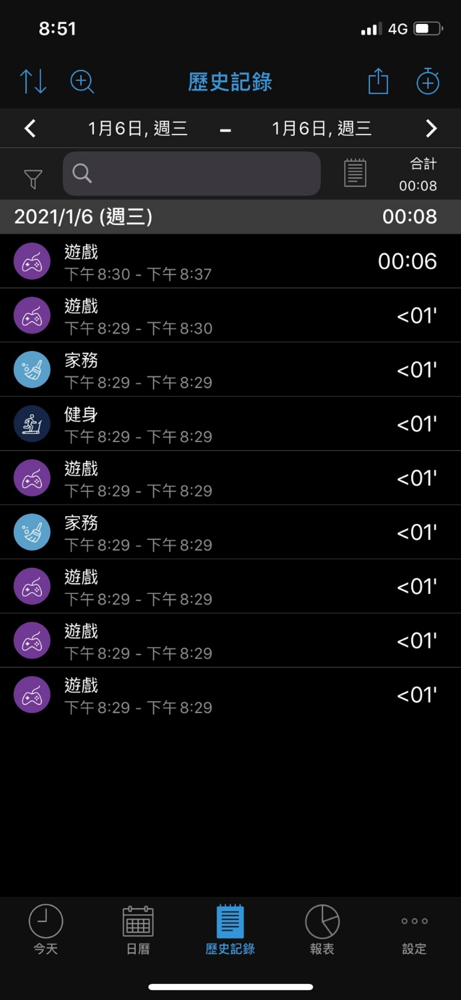 8:51
4G
歷史記錄
1月6日, 週三 – 1月6日, 週三
合計
00:08
2021/1/6 (週三) 00:08
遊戲
下午8:30 - 下午8:37
00:06
遊戲
下午8:29 - 下午8:30
<01'
家務
下午8:29 - 下午8:29
<01'
健身
下午8:29 - 下午8:29
<01'
遊戲
下午8:29 - 下午8:29
<01'
家務
下午8:29 - 下午8:29
<01'
遊戲
下午8:29 - 下午8:29
<01'
遊戲
下午8:29 - 下午8:29
<01'
遊戲
下午8:29 - 下午8:29
<01'
今天
日曆
歷史記錄
報表
設定